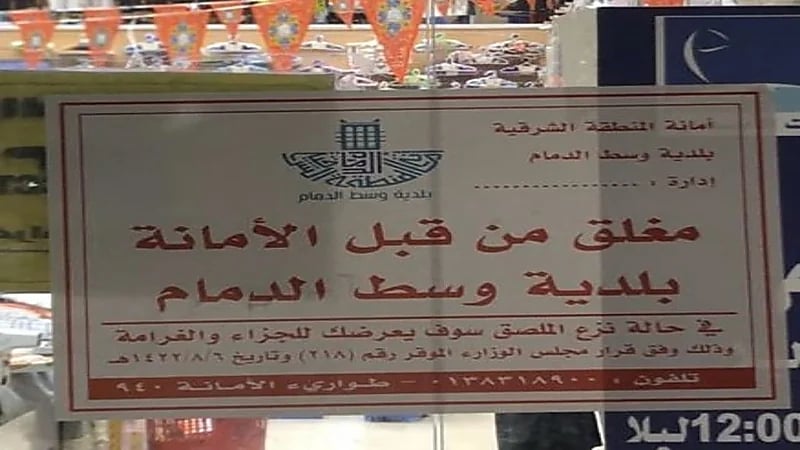 أمانة المنطقة الشرقية
بلدية وسط الدمام
إدارة : ....................
بلدية وسط الدمام
مغلق من قبل الأمانة
بلدية وسط الدمام
في حالة نزع الملصق سوف يعرضك للجزاء والغرامة
وذلك وفق قرار مجلس الوزراء الموقر رقم (٢١٨) وتاريخ ١٤٢٢/٨/٦هـ
تلفون : ٠١٣٨٣١٨٩٠٠ - طواريء الأمانة ٩٤٠
12:00 ليلا